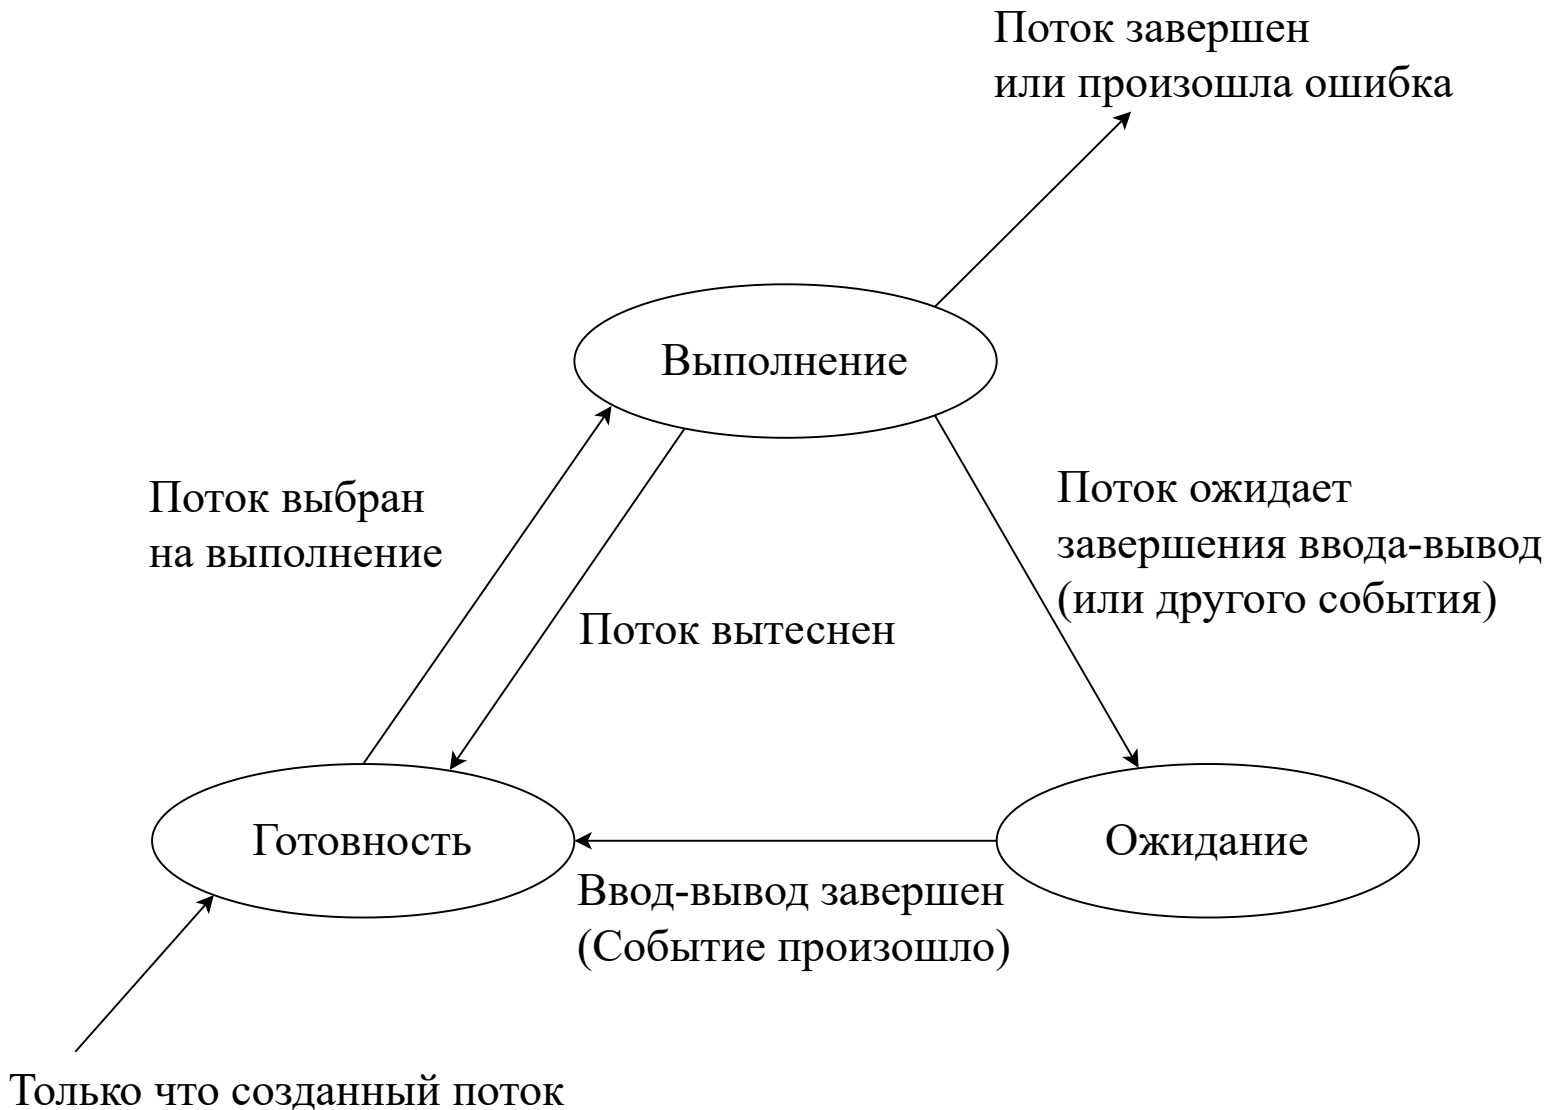 Поток завершен
или произошла ошибка
Выполнение
Поток выбран
на выполнение
Поток ожидает
завершения ввода-вывод
(или другого события)
Поток вытеснен
Готовность
Ожидание
Ввод-вывод завершен
(Событие произошло)
Только что созданный поток